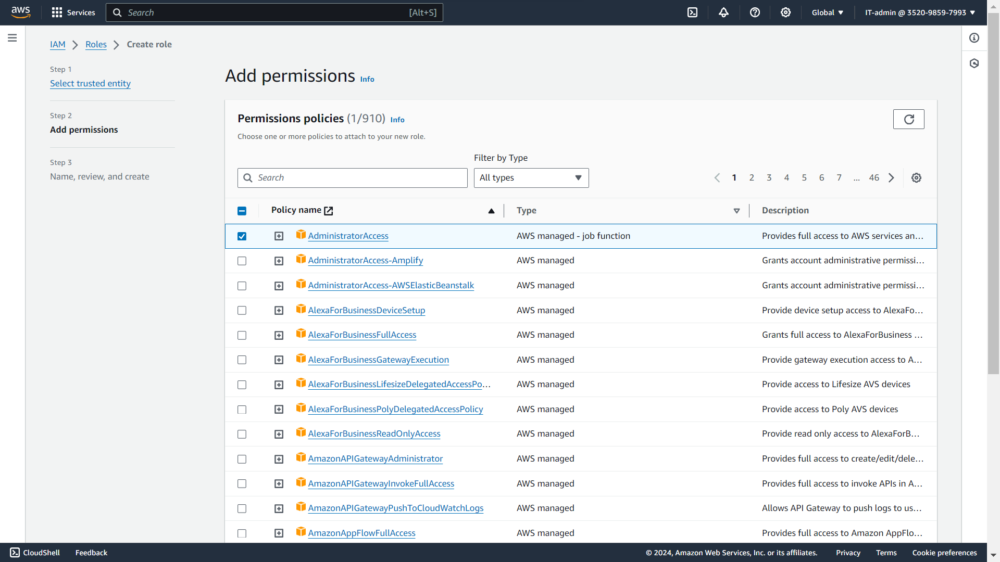 aws
Services
Search [Alt+S]
Global
IT-admin @ 3520-9859-7993
IAM
Roles
Create role
Step 1
Select trusted entity
Step 2
Add permissions
Step 3
Name, review, and create
Add permissions Info
Permissions policies (1/910) Info
Choose one or more policies to attach to your new role.
Filter by Type
Search
All types
1 2 3 4 5 6 7 ... 46
Policy name Type Description
AdministratorAccess AWS managed - job function Provides full access to AWS services an...
AdministratorAccess-Amplify AWS managed Grants account administrative permissi...
AdministratorAccess-AWSElasticBeanstalk AWS managed Grants account administrative permissi...
AlexaForBusinessDeviceSetup AWS managed Provide device setup access to AlexaFo...
AlexaForBusinessFullAccess AWS managed Grants full access to AlexaForBusiness ...
AlexaForBusinessGatewayExecution AWS managed Provide gateway execution access to A...
AlexaForBusinessLifesizeDelegatedAccessPo... AWS managed Provide access to Lifesize AVS devices
AlexaForBusinessPolyDelegatedAccessPolicy AWS managed Provide access to Poly AVS devices
AlexaForBusinessReadOnlyAccess AWS managed Provide read only access to AlexaForB...
AmazonAPIGatewayAdministrator AWS managed Provides full access to create/edit/dele...
AmazonAPIGatewayInvokeFullAccess AWS managed Provides full access to invoke APIs in A...
AmazonAPIGatewayPushToCloudWatchLogs AWS managed Allows API Gateway to push logs to us...
AmazonAppFlowFullAccess AWS managed Provides full access to Amazon AppFlo...
CloudShell
Feedback
© 2024, Amazon Web Services, Inc. or its affiliates.
Privacy
Terms
Cookie preferences